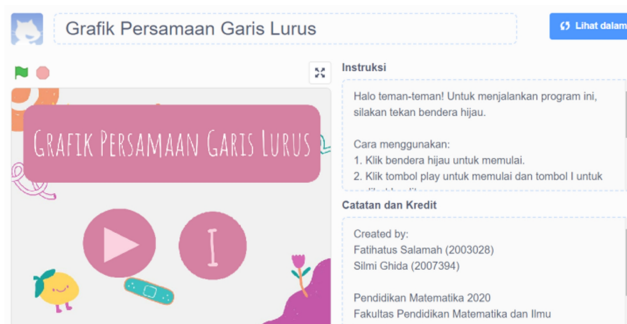 Grafik Persamaan Garis Lurus
Lihat dalam
Instruksi
Halo teman-teman! Untuk menjalankan program ini,
silakan tekan bendera hijau.
Cara menggunakan:
1. Klik bendera hijau untuk memulai.
2. Klik tombol play untuk memulai dan tombol I untuk
GRAFIK PERSAMAAN GARIS LURUS
I
Catatan dan Kredit
Created by:
Fatihatus Salamah (2003028)
Silmi Ghida (2007394)
Pendidikan Matematika 2020
Fakultas Pendidikan Matematika dan Ilmu